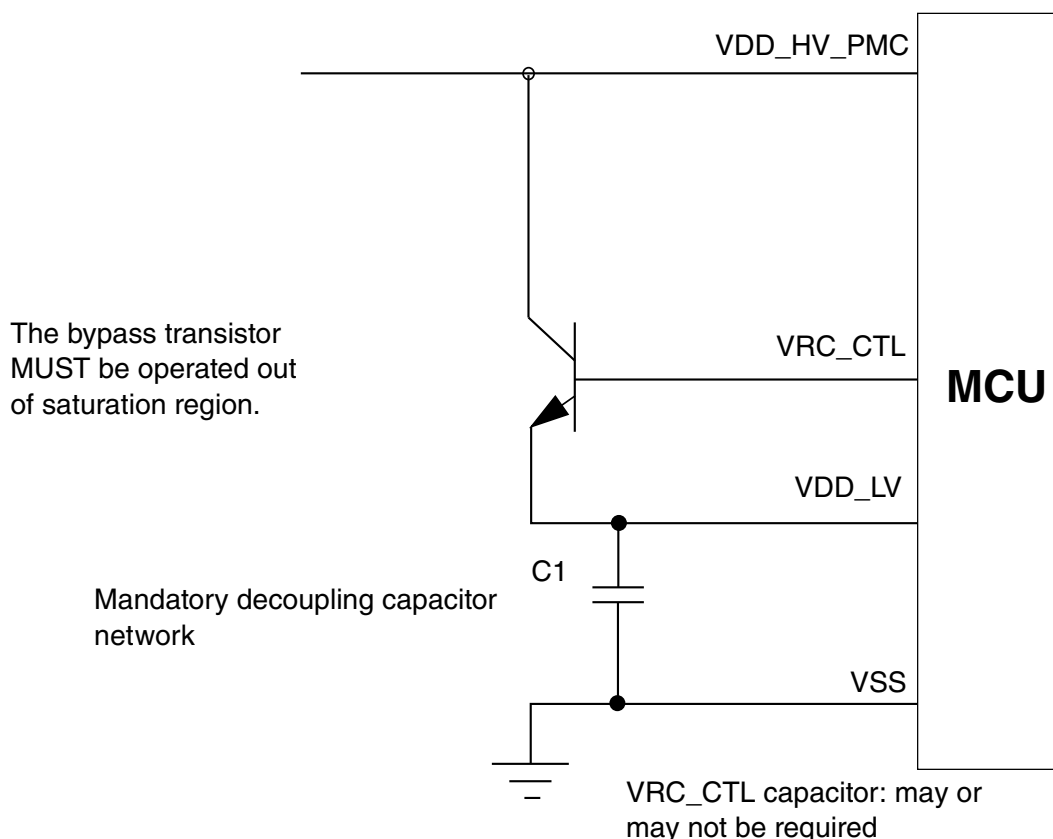 VDD_HV_PMC
The bypass transistor
MUST be operated out
of saturation region.
VRC_CTL
MCU
VDD_LV
C1
Mandatory decoupling capacitor
network
VSS
VRC_CTL capacitor: may or
may not be required